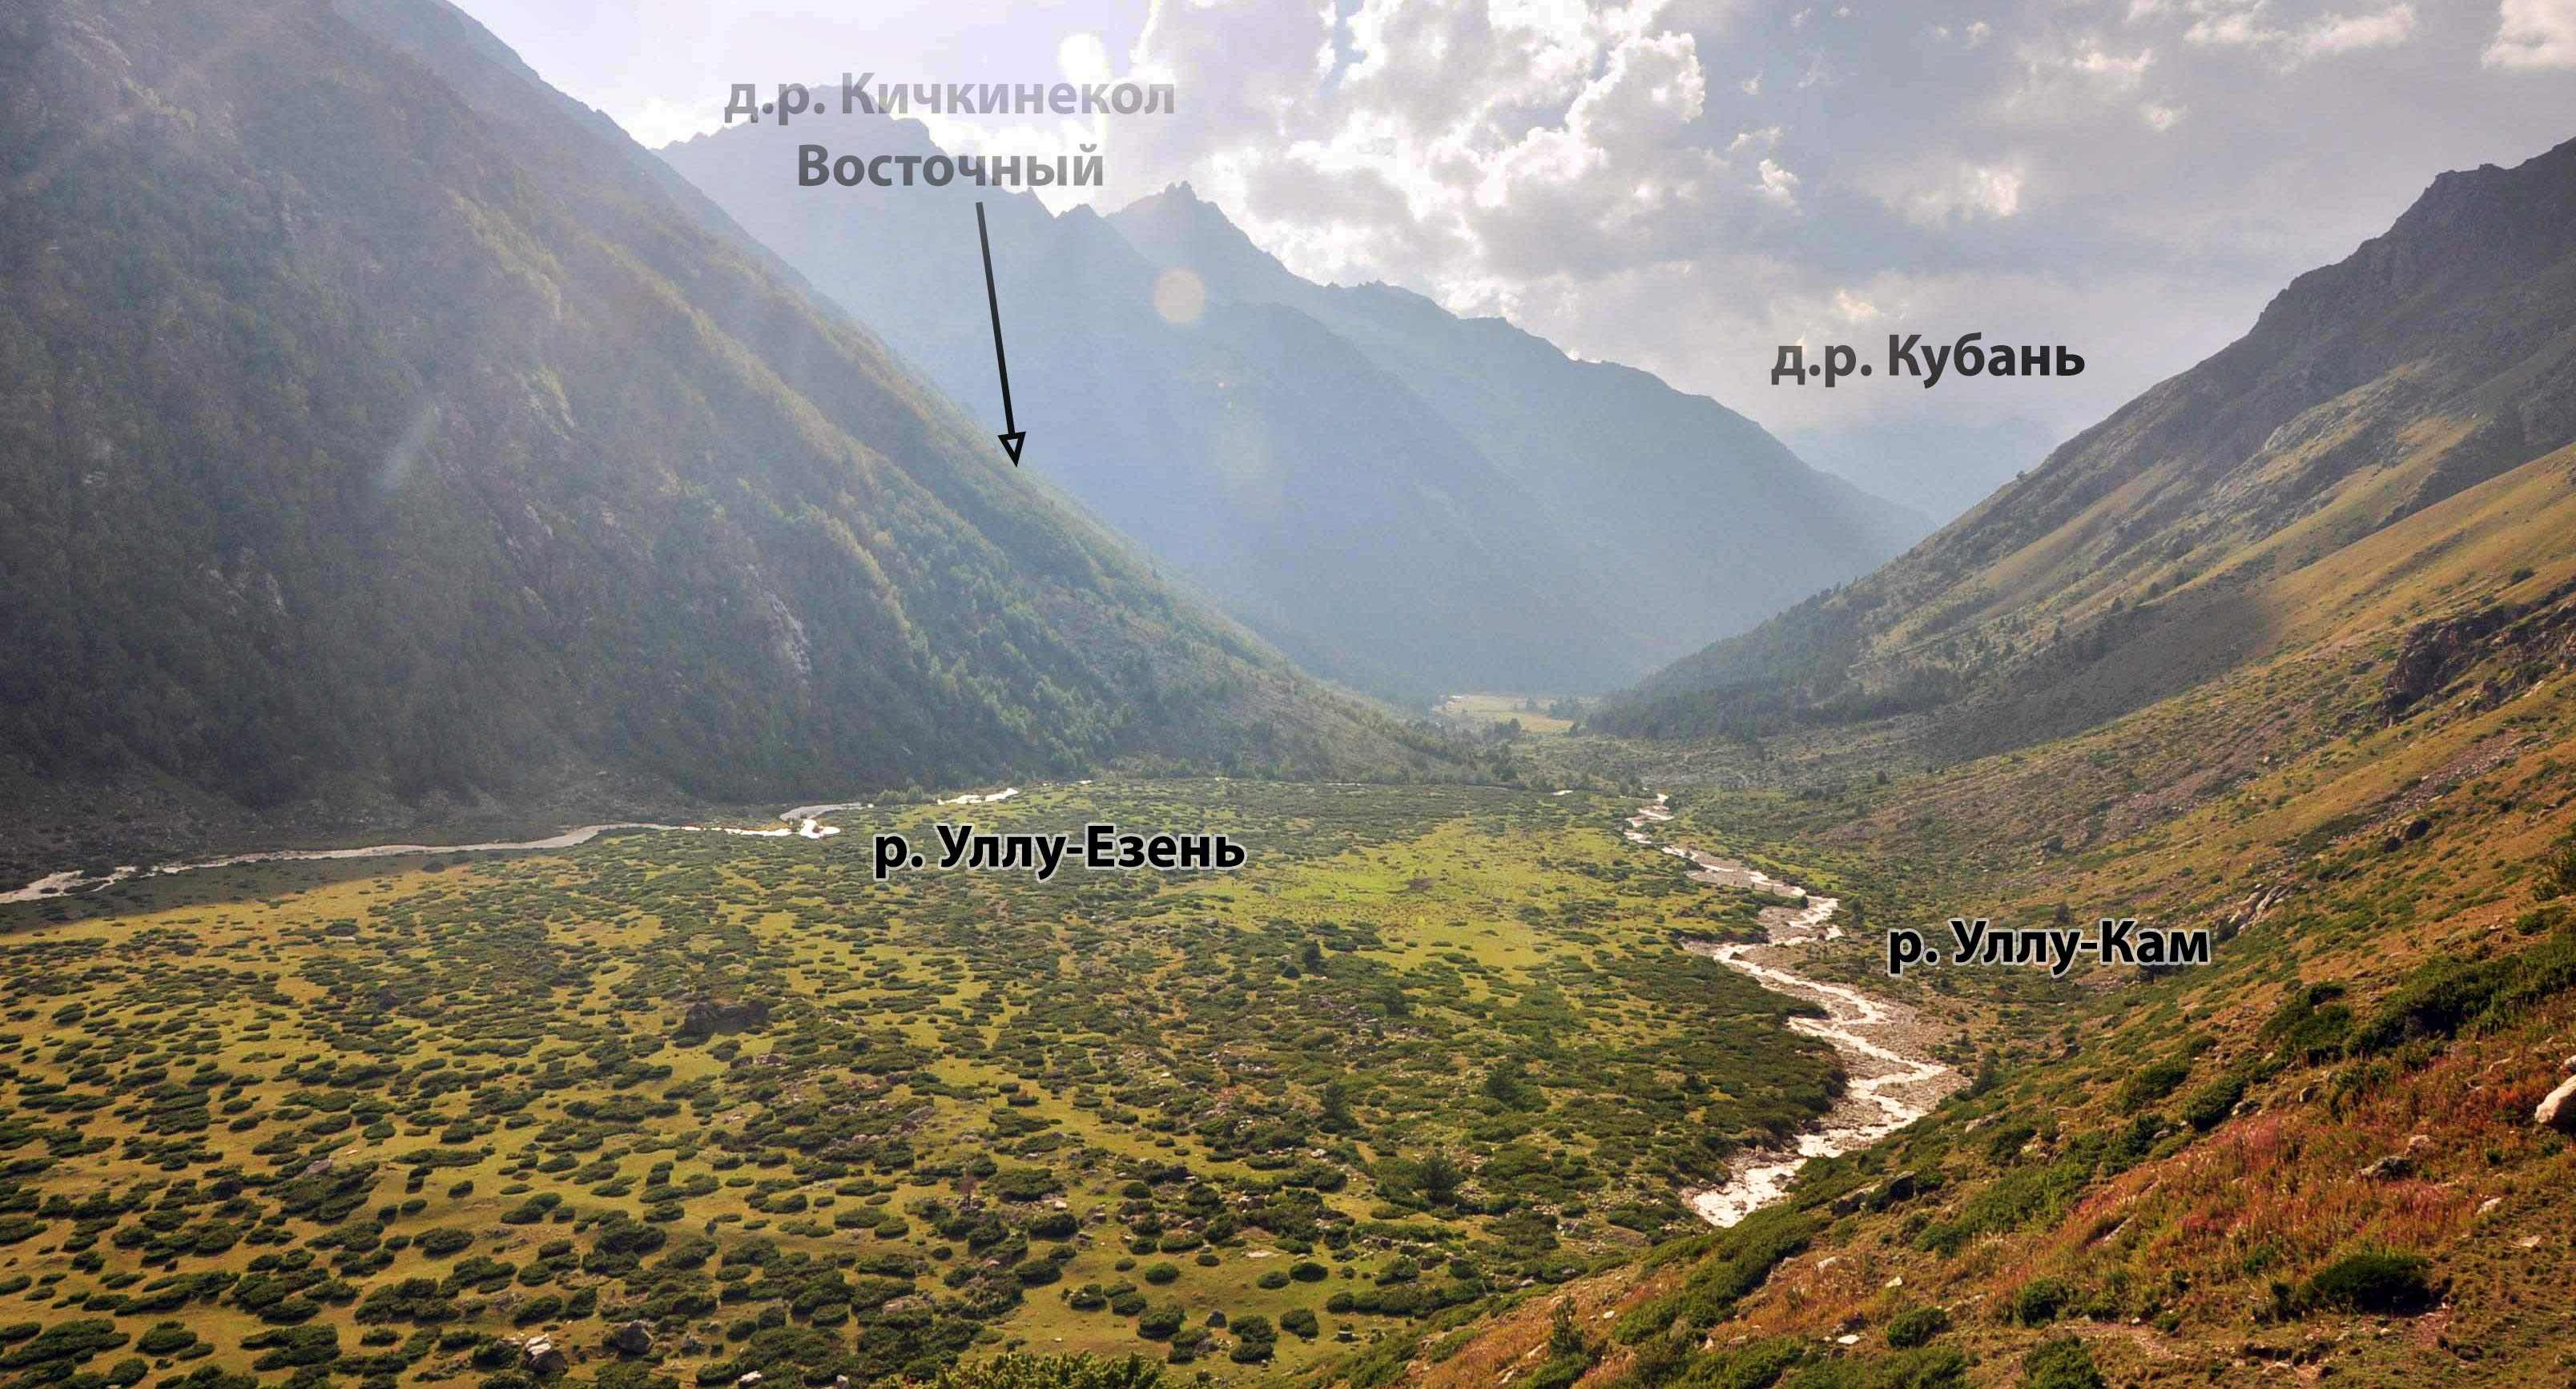 д.р. Кичкинекол
Восточный
д.р. Кубань
р. Уллу-Езень
р. Уллу-Кам